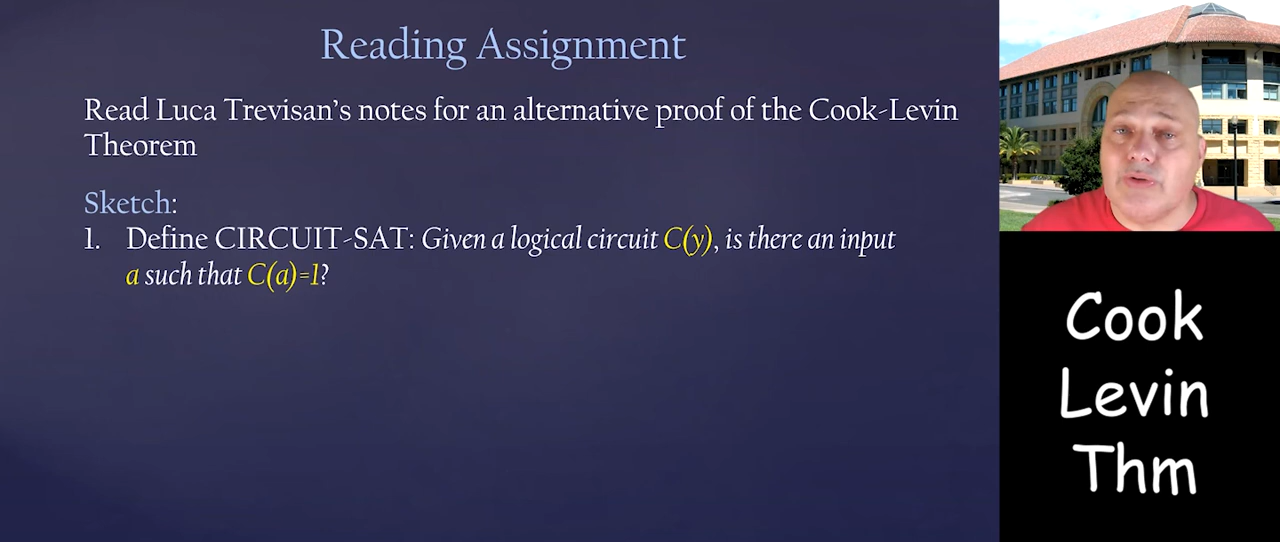 Reading Assignment
Read Luca Trevisan's notes for an alternative proof of the Cook-Levin
Theorem
Sketch:
1. Define CIRCUIT-SAT: Given a logical circuit C(y), is there an input
a such that C(a)=1?
Cook
Levin
Thm